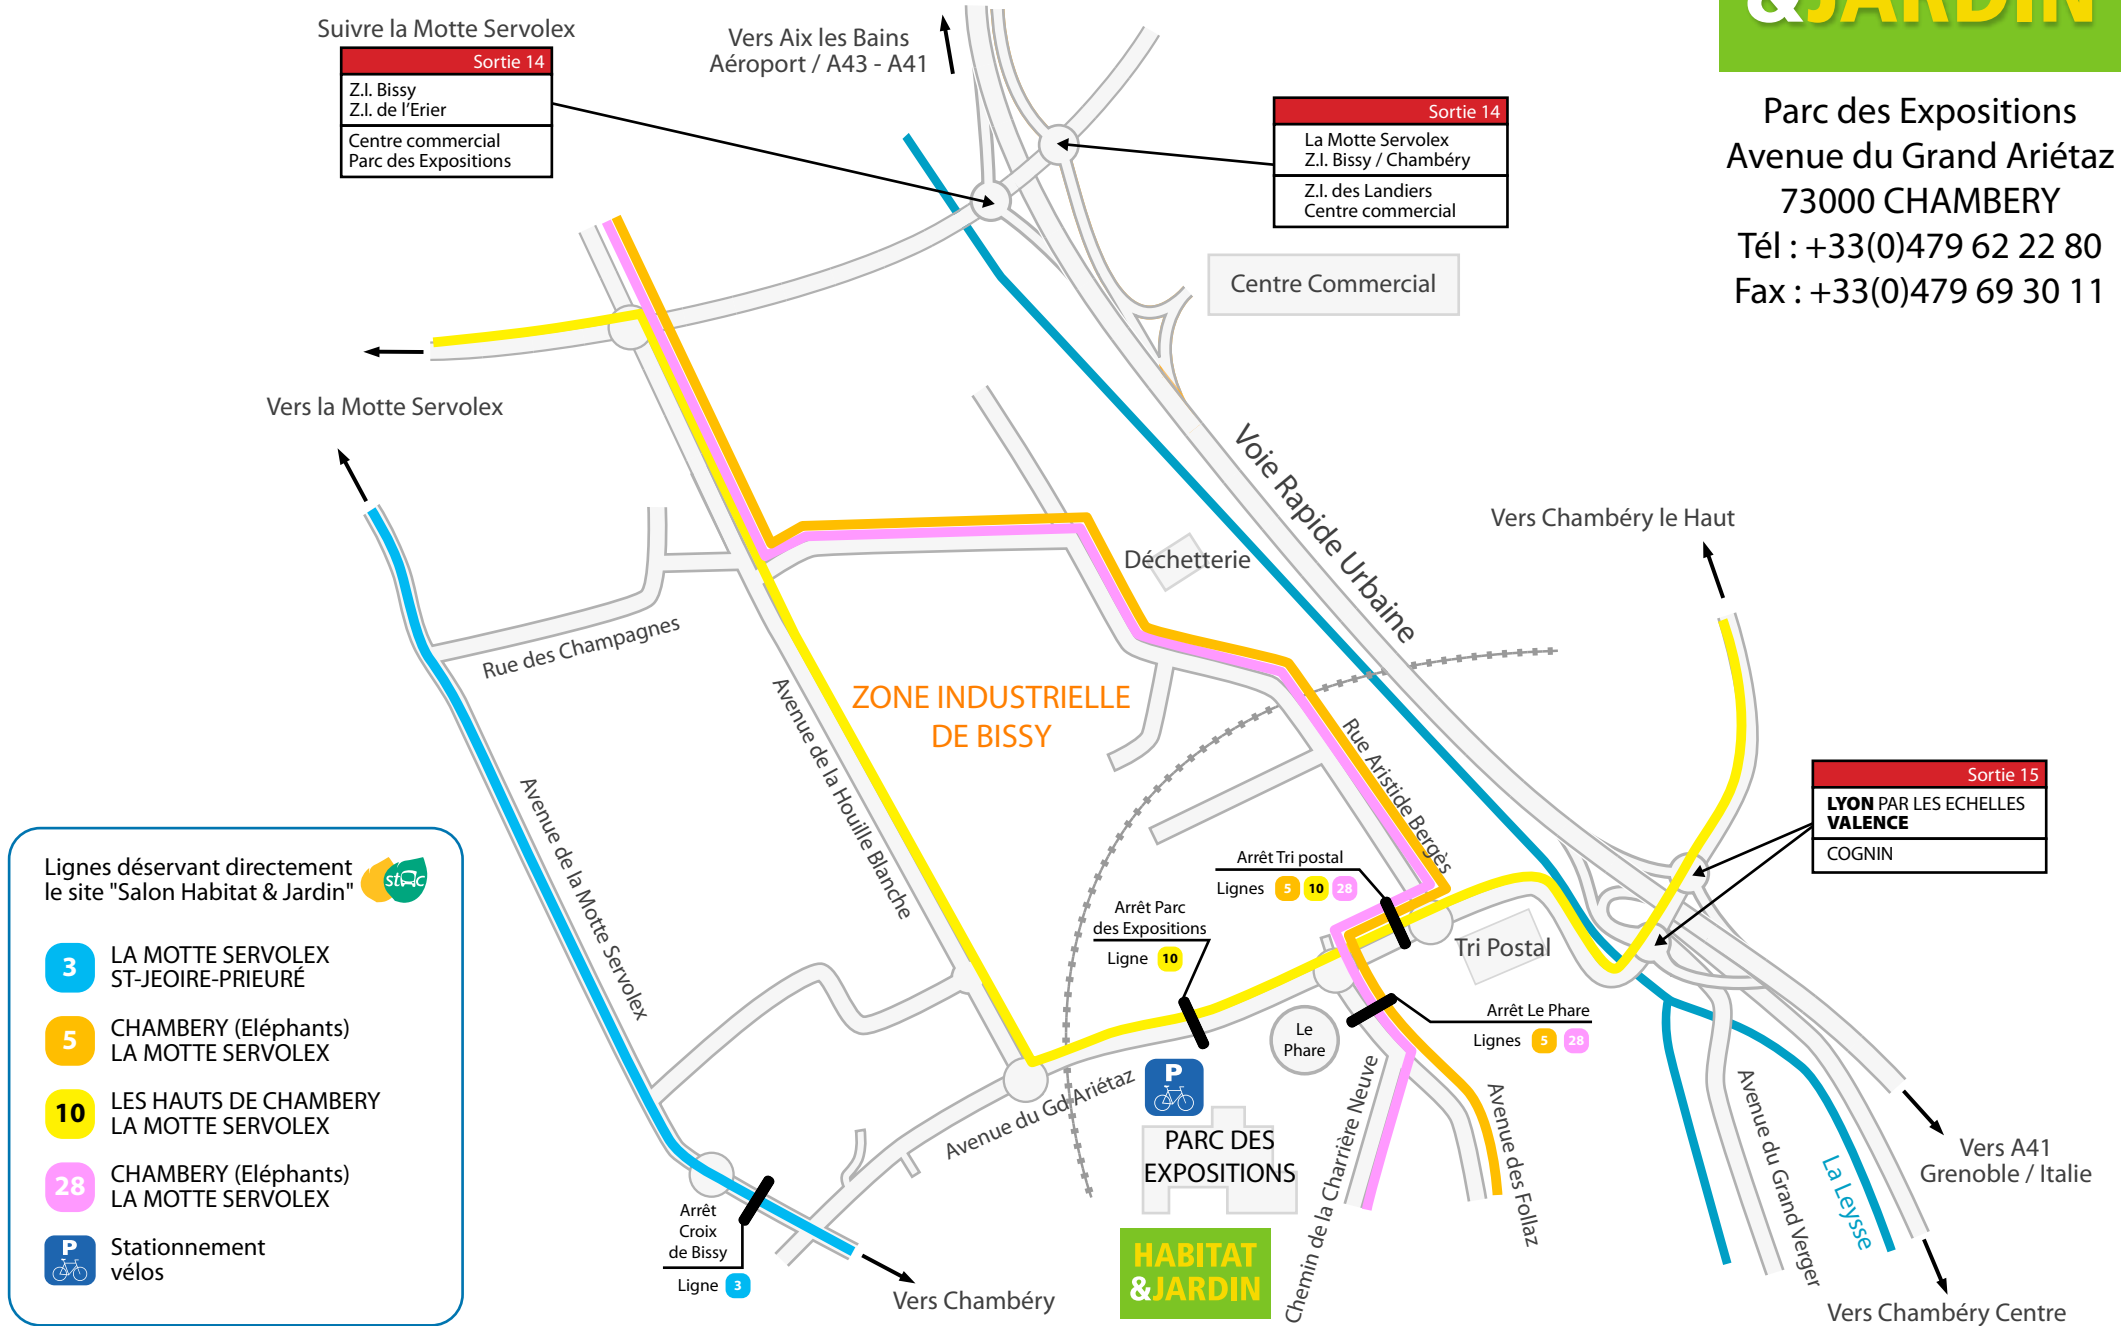 &JARDIN
Parc des Expositions
Avenue du Grand Ariétaz
73000 CHAMBERY
Tél : +33(0)479 62 22 80
Fax : +33(0)479 69 30 11
Suivre la Motte Servolex
Sortie 14
Z.I. Bissy
Z.I. de l'Erier
Centre commercial
Parc des Expositions
Vers Aix les Bains
Aéroport / A43 - A41
Sortie 14
La Motte Servolex
Z.I. Bissy / Chambéry
Z.I. des Landiers
Centre commercial
Centre Commercial
Vers la Motte Servolex
Voie Rapide Urbaine
Vers Chambéry le Haut
Déchetterie
Rue des Champagnes
ZONE INDUSTRIELLE
DE BISSY
Avenue de la Houille Blanche
Avenue de la Motte Servolex
Rue Aristide Bergès
Sortie 15
LYON PAR LES ECHELLES
VALENCE
COGNIN
Arrêt Tri postal
Lignes 5 10 28
Arrêt Parc
des Expositions
Ligne 10
Tri Postal
Arrêt Le Phare
Lignes 5 28
Le
Phare
Avenue du Gd Ariétaz
P
PARC DES
EXPOSITIONS
HABITAT
&JARDIN
Chemin de la Charrière Neuve
Avenue des Follaz
Avenue du Grand Verger
La Leysse
Vers A41
Grenoble / Italie
Vers Chambéry Centre
Arrêt
Croix
de Bissy
Ligne 3
Vers Chambéry
Lignes déservant directement
le site "Salon Habitat & Jardin"
stac
3 LA MOTTE SERVOLEX
ST-JEOIRE-PRIEURÉ
5 CHAMBERY (Eléphants)
LA MOTTE SERVOLEX
10 LES HAUTS DE CHAMBERY
LA MOTTE SERVOLEX
28 CHAMBERY (Eléphants)
LA MOTTE SERVOLEX
P Stationnement
vélos